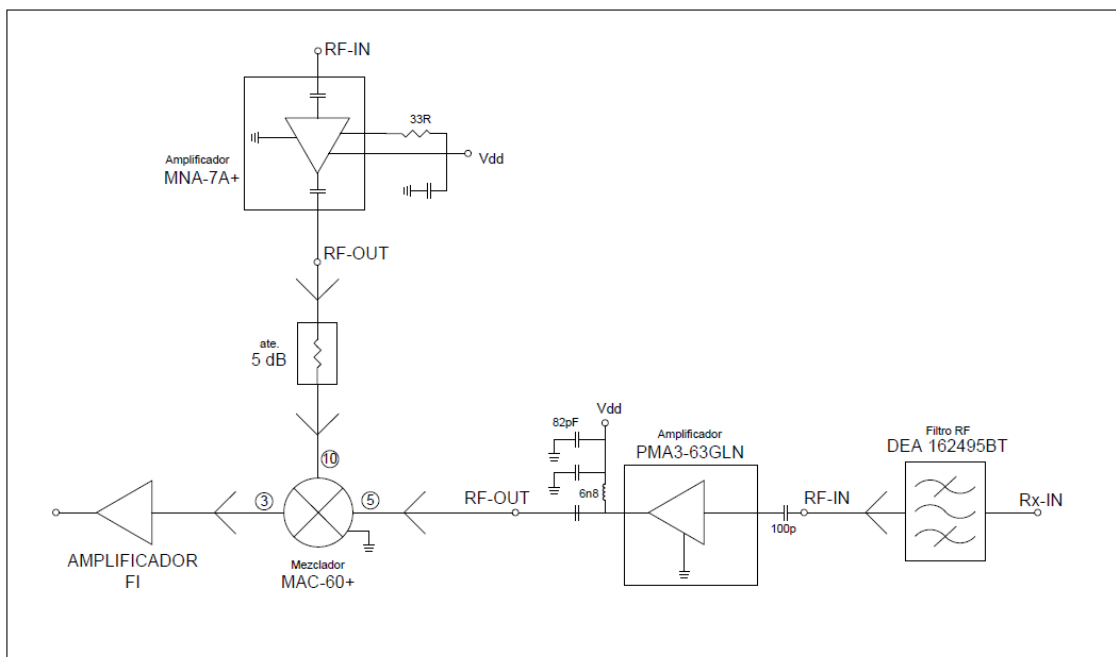 RF-IN
33R
Vdd
Amplificador
MNA-7A+
RF-OUT
ate.
5 dB
10
3
5
Mezclador
MAC-60+
AMPLIFICADOR
FI
RF-OUT
82pF
Vdd
6n8
Amplificador
PMA3-63GLN
RF-IN
100p
Filtro RF
DEA 162495BT
Rx-IN